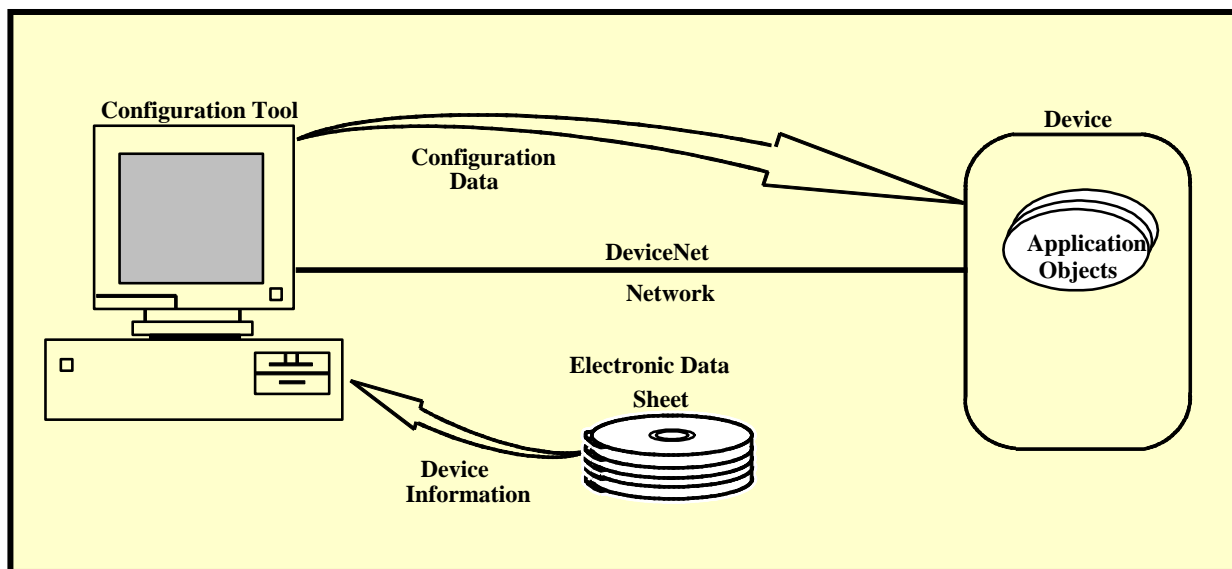 Configuration Tool
Configuration
Data
Device
Application
Objects
DeviceNet
Network
Electronic Data
Sheet
Device
Information